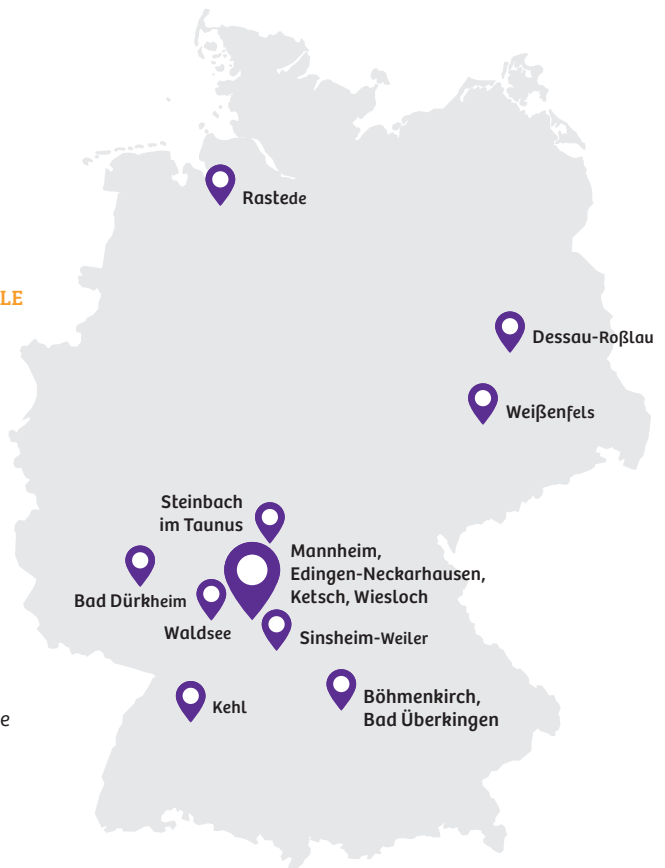 Rastede
LE
Dessau-Roßlau
Weißenfels
Steinbach
im Taunus
Mannheim,
Edingen-Neckarhausen,
Ketsch, Wiesloch
Bad Dürkheim
Waldsee
Sinsheim-Weiler
Kehl
Böhmenkirch,
Bad Überkingen
e